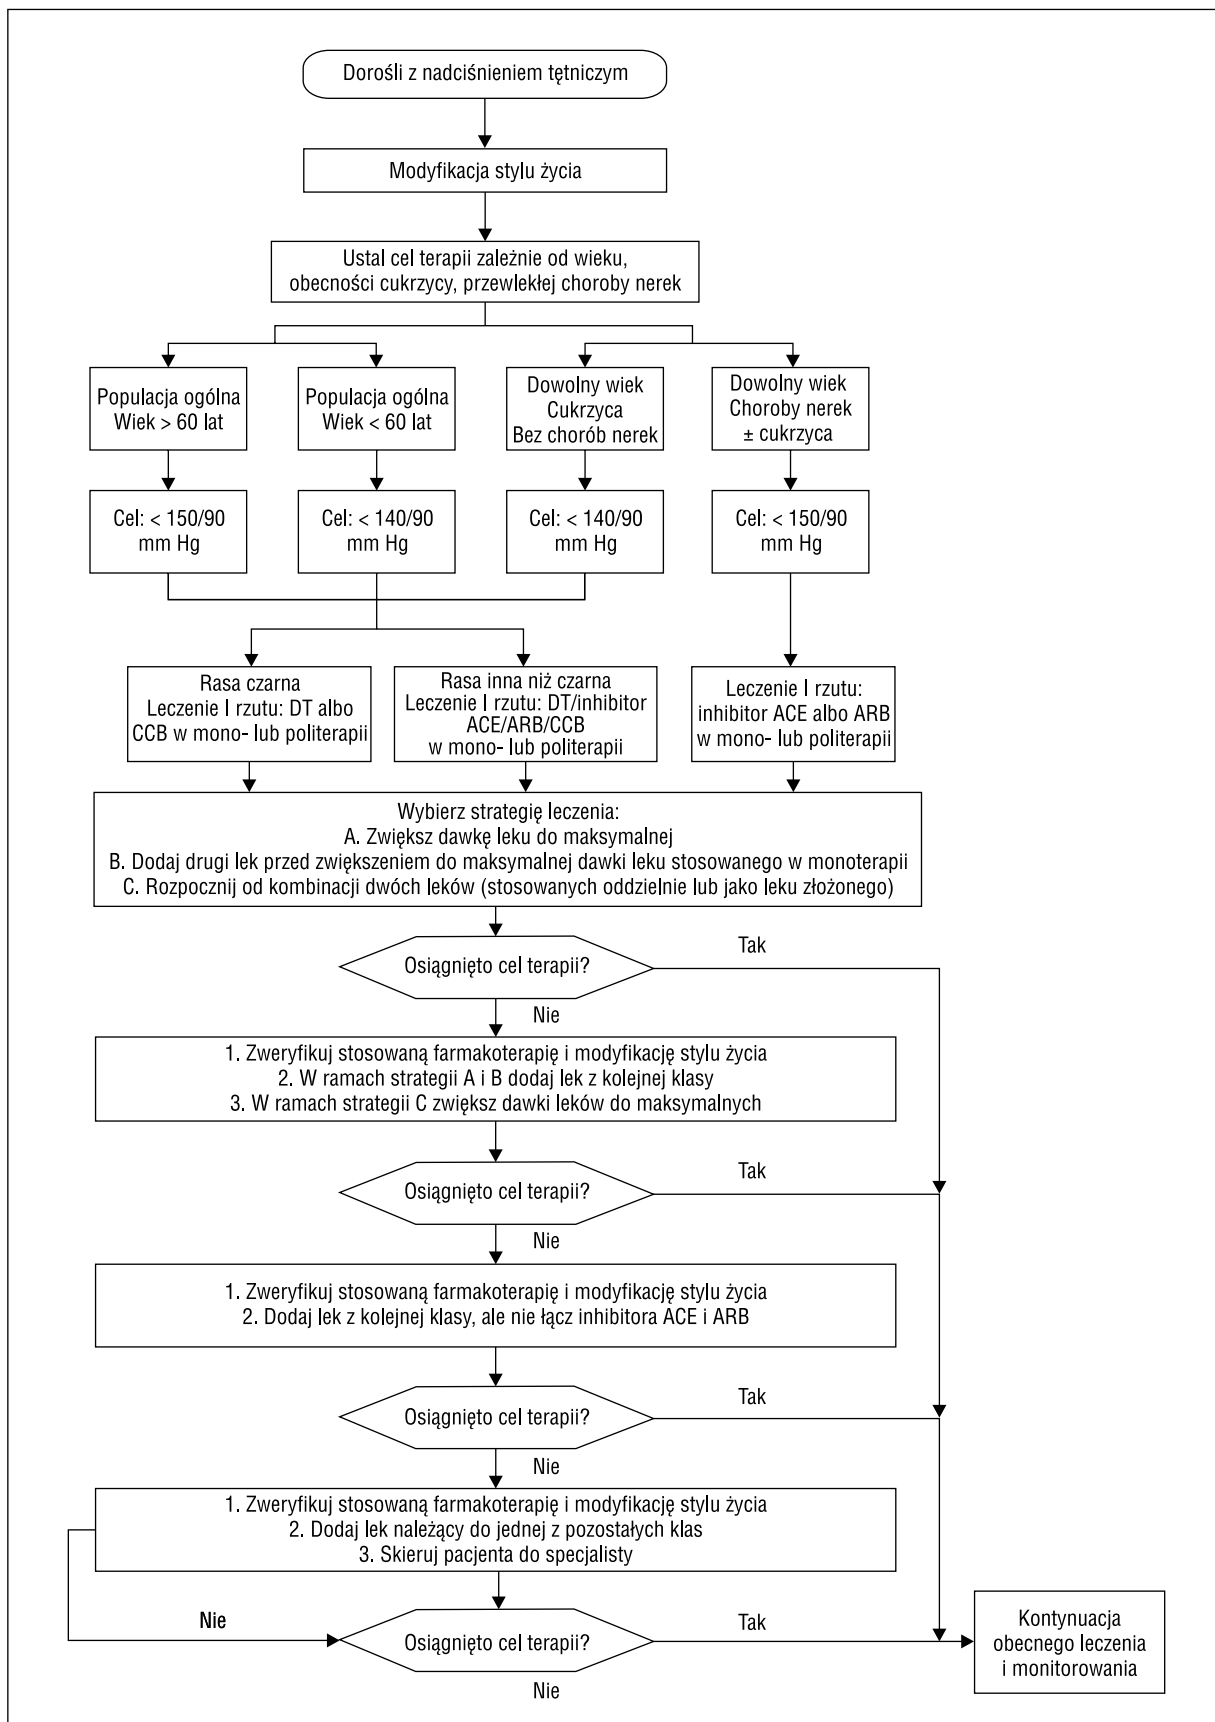 Dorośli z nadciśnieniem tętniczym
Modyfikacja stylu życia
Ustal cel terapii zależnie od wieku,
obecności cukrzycy, przewlekłej choroby nerek
Populacja ogólna
Wiek > 60 lat
Populacja ogólna
Wiek < 60 lat
Dowolny wiek
Cukrzyca
Bez chorób nerek
Dowolny wiek
Choroby nerek
± cukrzyca
Cel: < 150/90
mm Hg
Cel: < 140/90
mm Hg
Cel: < 140/90
mm Hg
Cel: < 150/90
mm Hg
Rasa czarna
Leczenie I rzutu: DT albo
CCB w mono- lub politerapii
Rasa inna niż czarna
Leczenie I rzutu: DT/inhibitor
ACE/ARB/CCB
w mono- lub politerapii
Leczenie I rzutu:
inhibitor ACE albo ARB
w mono- lub politerapii
Wybierz strategię leczenia:
A. Zwiększ dawkę leku do maksymalnej
B. Dodaj drugi lek przed zwiększeniem do maksymalnej dawki leku stosowanego w monoterapii
C. Rozpocznij od kombinacji dwóch leków (stosowanych oddzielnie lub jako leku złożonego)
Osiągnięto cel terapii?
Tak
Nie
1. Zweryfikuj stosowaną farmakoterapię i modyfikację stylu życia
2. W ramach strategii A i B dodaj lek z kolejnej klasy
3. W ramach strategii C zwiększ dawki leków do maksymalnych
Osiągnięto cel terapii?
Tak
Nie
1. Zweryfikuj stosowaną farmakoterapię i modyfikację stylu życia
2. Dodaj lek z kolejnej klasy, ale nie łącz inhibitora ACE i ARB
Osiągnięto cel terapii?
Tak
Nie
1. Zweryfikuj stosowaną farmakoterapię i modyfikację stylu życia
2. Dodaj lek należący do jednej z pozostałych klas
3. Skieruj pacjenta do specjalisty
Nie
Osiągnięto cel terapii?
Tak
Nie
Kontynuacja
obecnego leczenia
i monitorowania